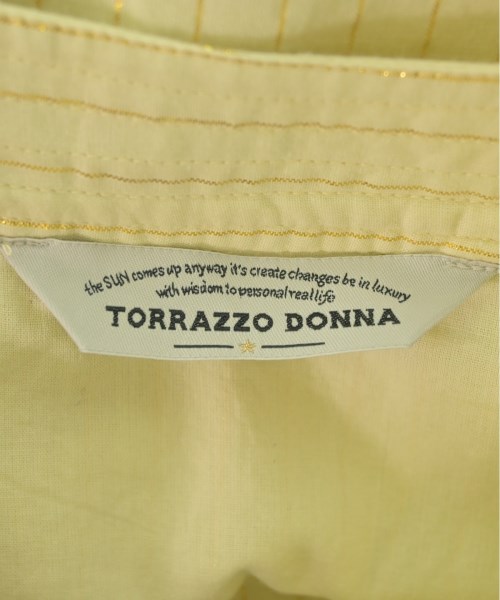 the SUN comes up anyway it's create changes be in luxury
with wisdom to personal real life
TORRAZZO DONNA